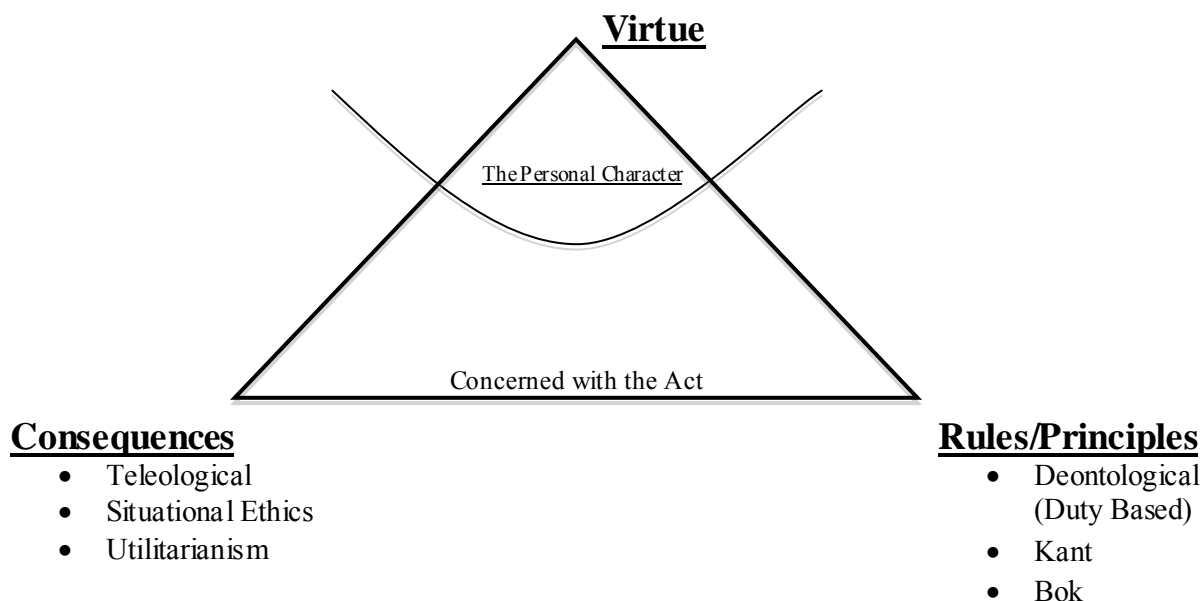 Virtue
The Personal Character
Concerned with the Act
Consequences
• Teleological
• Situational Ethics
• Utilitarianism
Rules/Principles
• Deontological
(Duty Based)
• Kant
• Bok